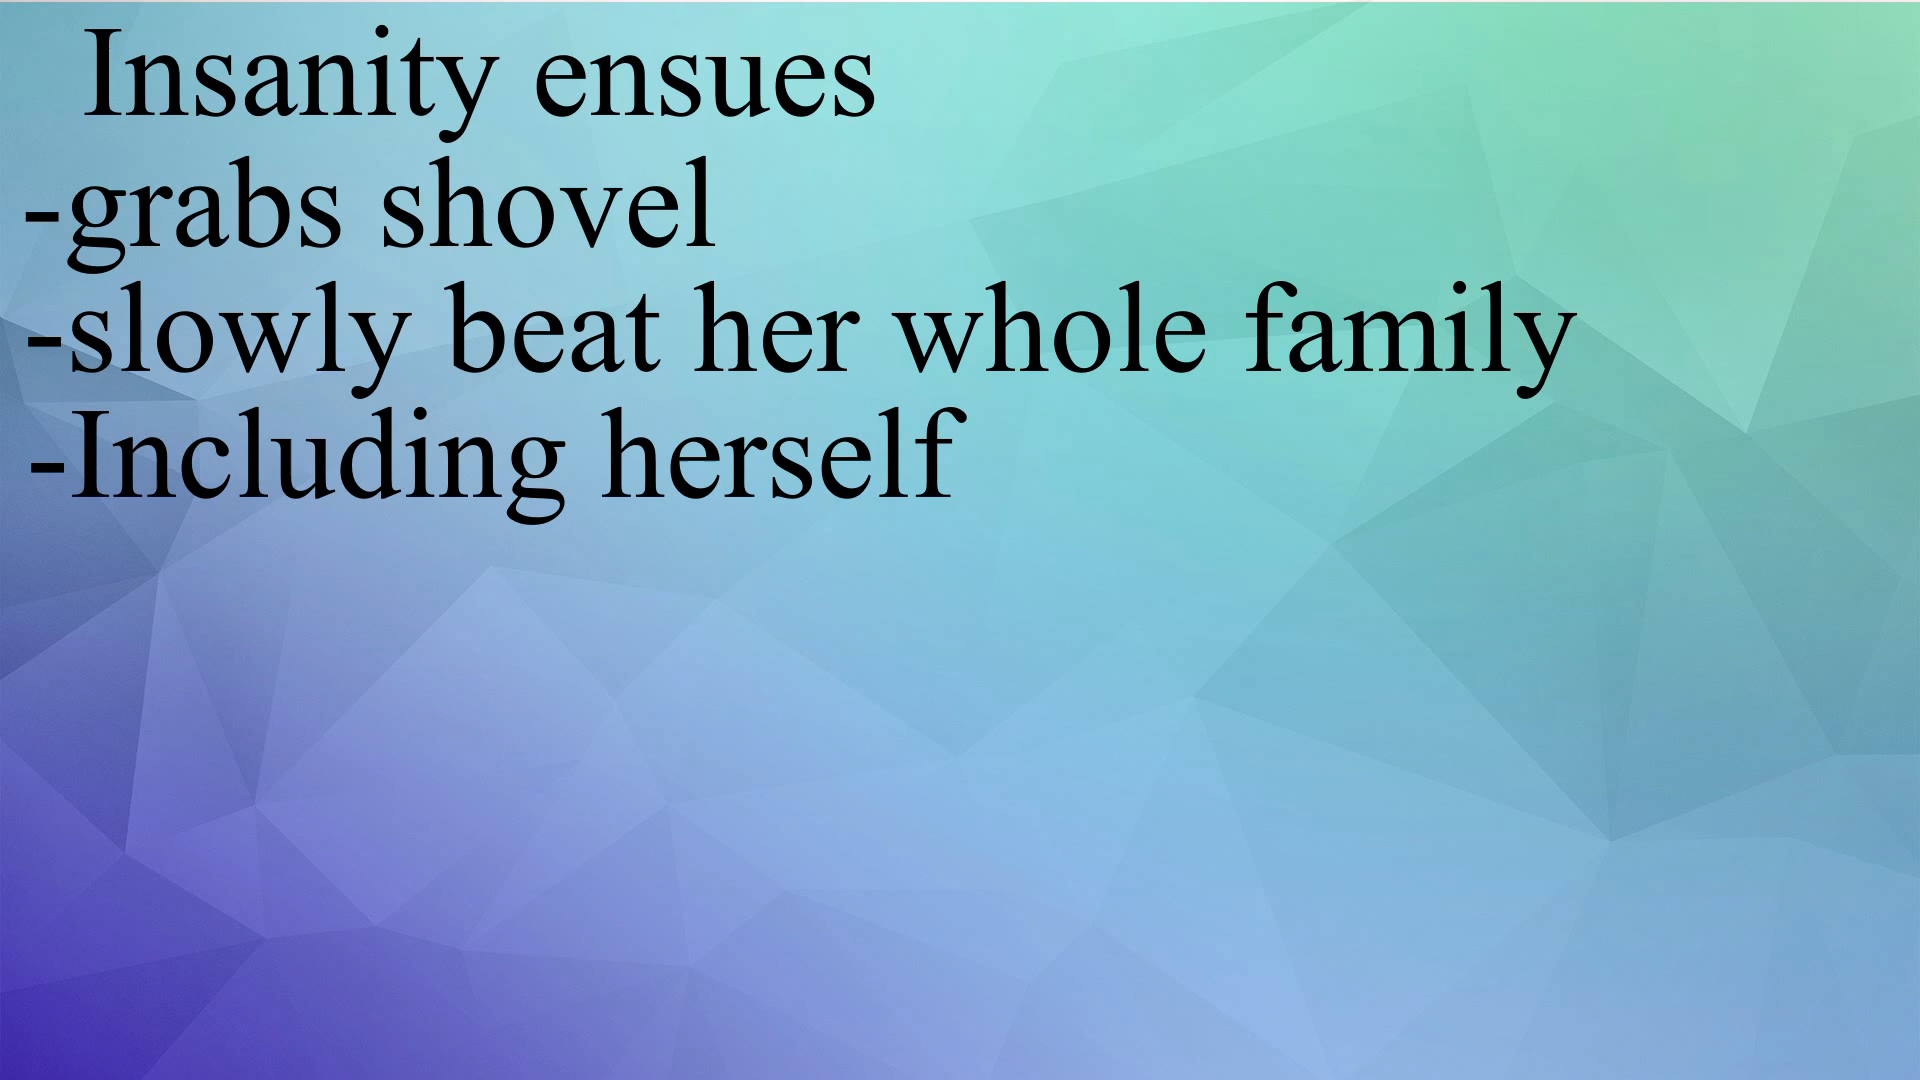 Insanity ensues
-grabs shovel
-slowly beat her whole family
-Including herself